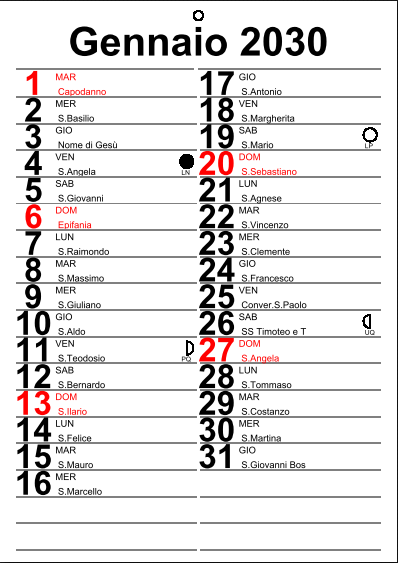 Gennaio 2030
1 MAR
Capodanno
2 MER
S.Basilio
3 GIO
Nome di Gesù
4 VEN
S.Angela LN
5 SAB
S.Giovanni
6 DOM
Epifania
7 LUN
S.Raimondo
8 MAR
S.Massimo
9 MER
S.Giuliano
10 GIO
S.Aldo
11 VEN
S.Teodosio PQ
12 SAB
S.Bernardo
13 DOM
S.Ilario
14 LUN
S.Felice
15 MAR
S.Mauro
16 MER
S.Marcello
17 GIO
S.Antonio
18 VEN
S.Margherita
19 SAB
S.Mario LP
20 DOM
S.Sebastiano
21 LUN
S.Agnese
22 MAR
S.Vincenzo
23 MER
S.Clemente
24 GIO
S.Francesco
25 VEN
Conver.S.Paolo
26 SAB
SS Timoteo e T UQ
27 DOM
S.Angela
28 LUN
S.Tommaso
29 MAR
S.Costanzo
30 MER
S.Martina
31 GIO
S.Giovanni Bos